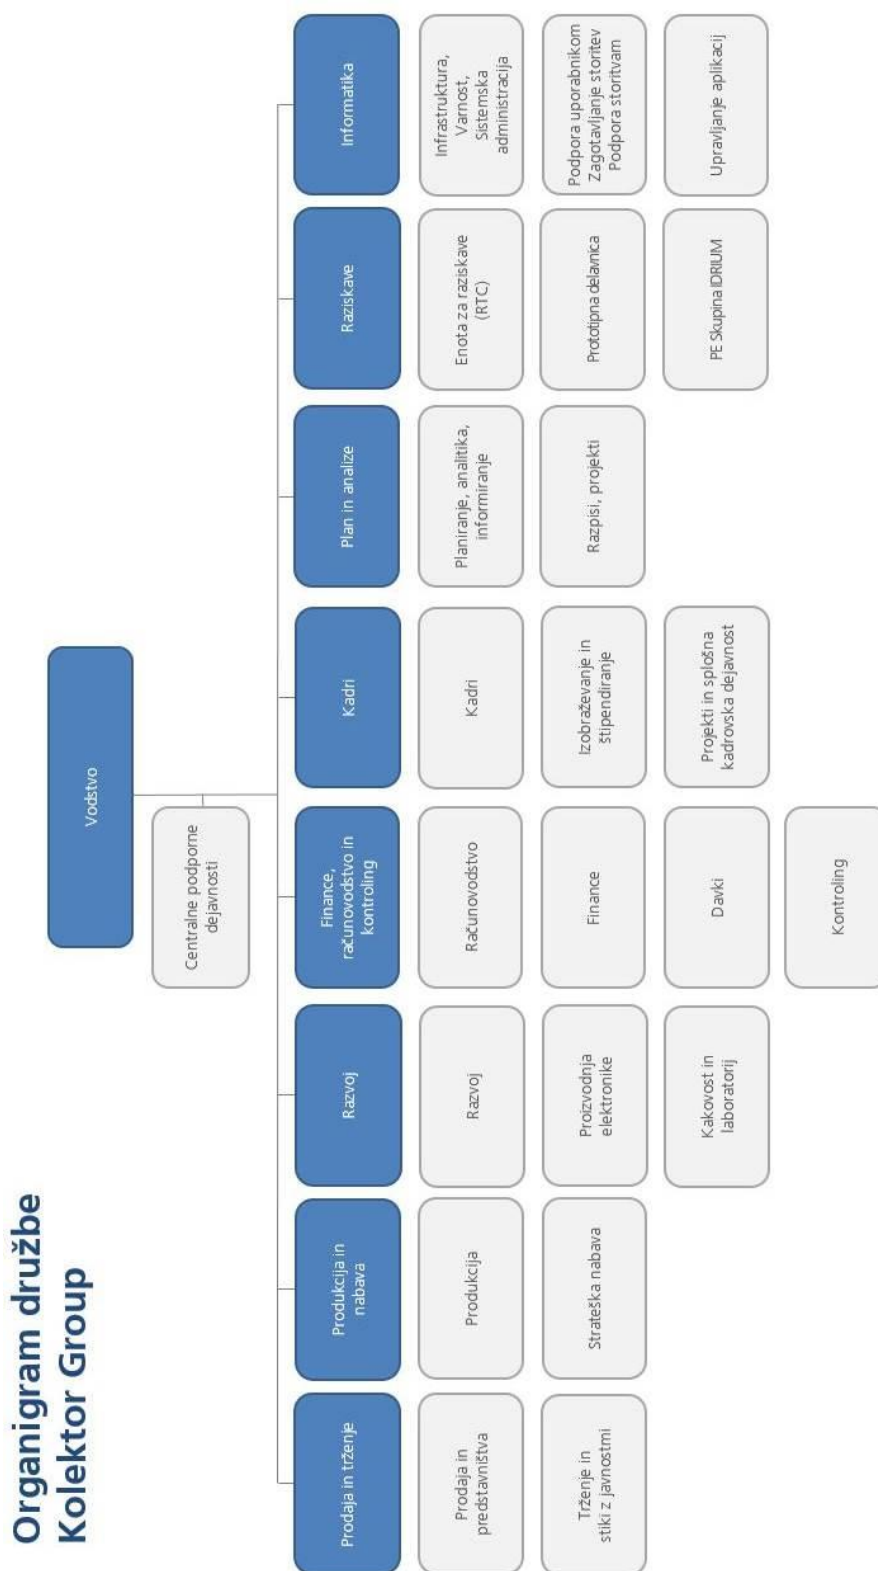 Organigram družbe
Kolektor Group
Vodstvo
Centralne podporne
dejavnosti
Prodaja in trženje
Prodaja in
predstavništva
Trženje in
stiki z javnostmi
Produkcija in
nabava
Produkcija
Strateška nabava
Razvoj
Razvoj
Proizvodnja
elektronike
Kakovost in
laboratorij
Finance,
računovodstvo in
kontroling
Računovodstvo
Finance
Davki
Kontroling
Kadri
Kadri
Izobraževanje in
štipendiranje
Projekti in splošna
kadrovska dejavnost
Plan in analize
Planiranje, analitika,
informiranje
Razpisi, projekti
Raziskave
Enota za raziskave
(RTC)
Prototipna delavnica
PE Skupina IDRIUM
Informatika
Infrastruktura,
Varnost,
Sistemska
administracija
Podpora uporabnikom
Zagotavljanje storitev
Podpora storitvam
Upravljanje aplikacij